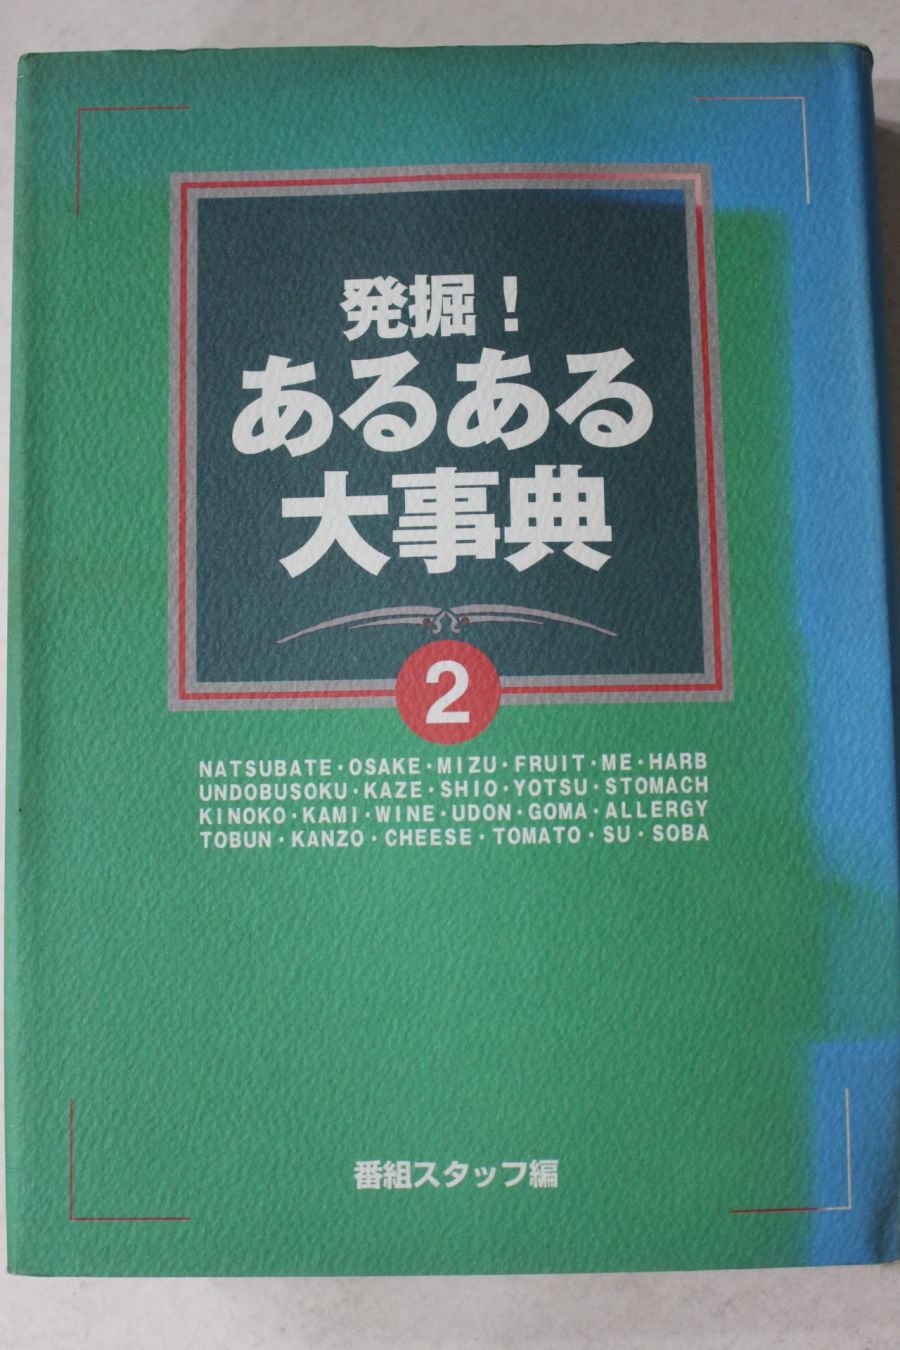 発掘！
あるある
大事典
2
NATSUBATE・OSAKE・MIZU・FRUIT・ME・HARB
UNDOBUSOKU・KAZE・SHIO・YOTSU・STOMACH
KINOKO・KAMI・WINE・UDON・GOMA・ALLERGY
TOBUN・KANZO・CHEESE・TOMATO・SU・SOBA
番組スタッフ編